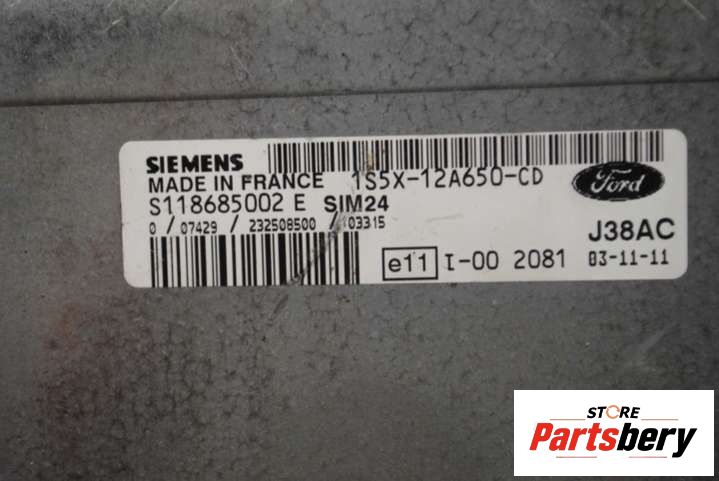 SIEMENS
MADE IN FRANCE 1S5X-12A650-CD
Ford
S118685002 E SIM24
0 / 07429 / 232508500 / 03315
J38AC
e11 I-00 2081 03-11-11
STORE
Partsbery